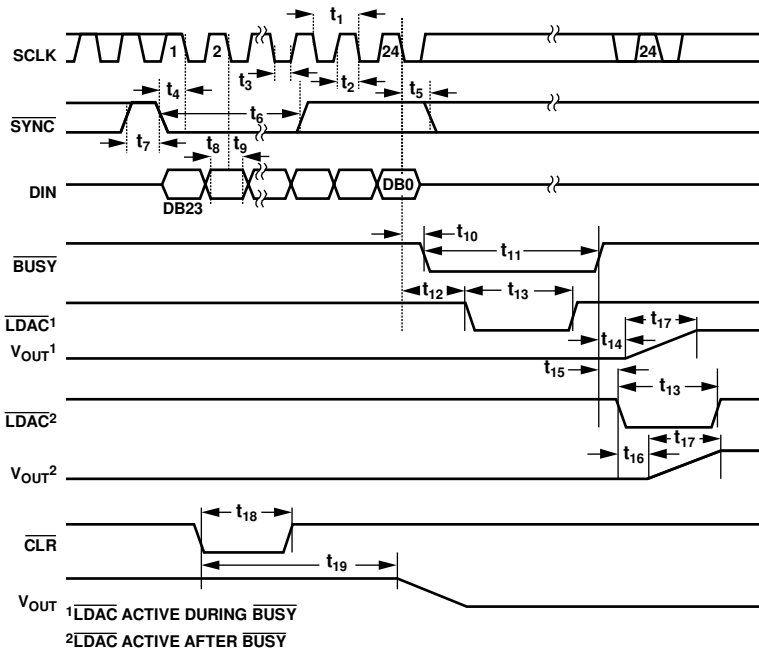 t1
SCLK
1
2
24
24
t3
t2
t4
t5
t6
SYNC
t7
t8
t9
DIN
DB0
DB23
t10
t11
BUSY
t12
t13
LDAC1
t17
t14
VOUT1
t15
t13
LDAC2
t17
t16
VOUT2
t18
CLR
t19
VOUT
1LDAC ACTIVE DURING BUSY
2LDAC ACTIVE AFTER BUSY